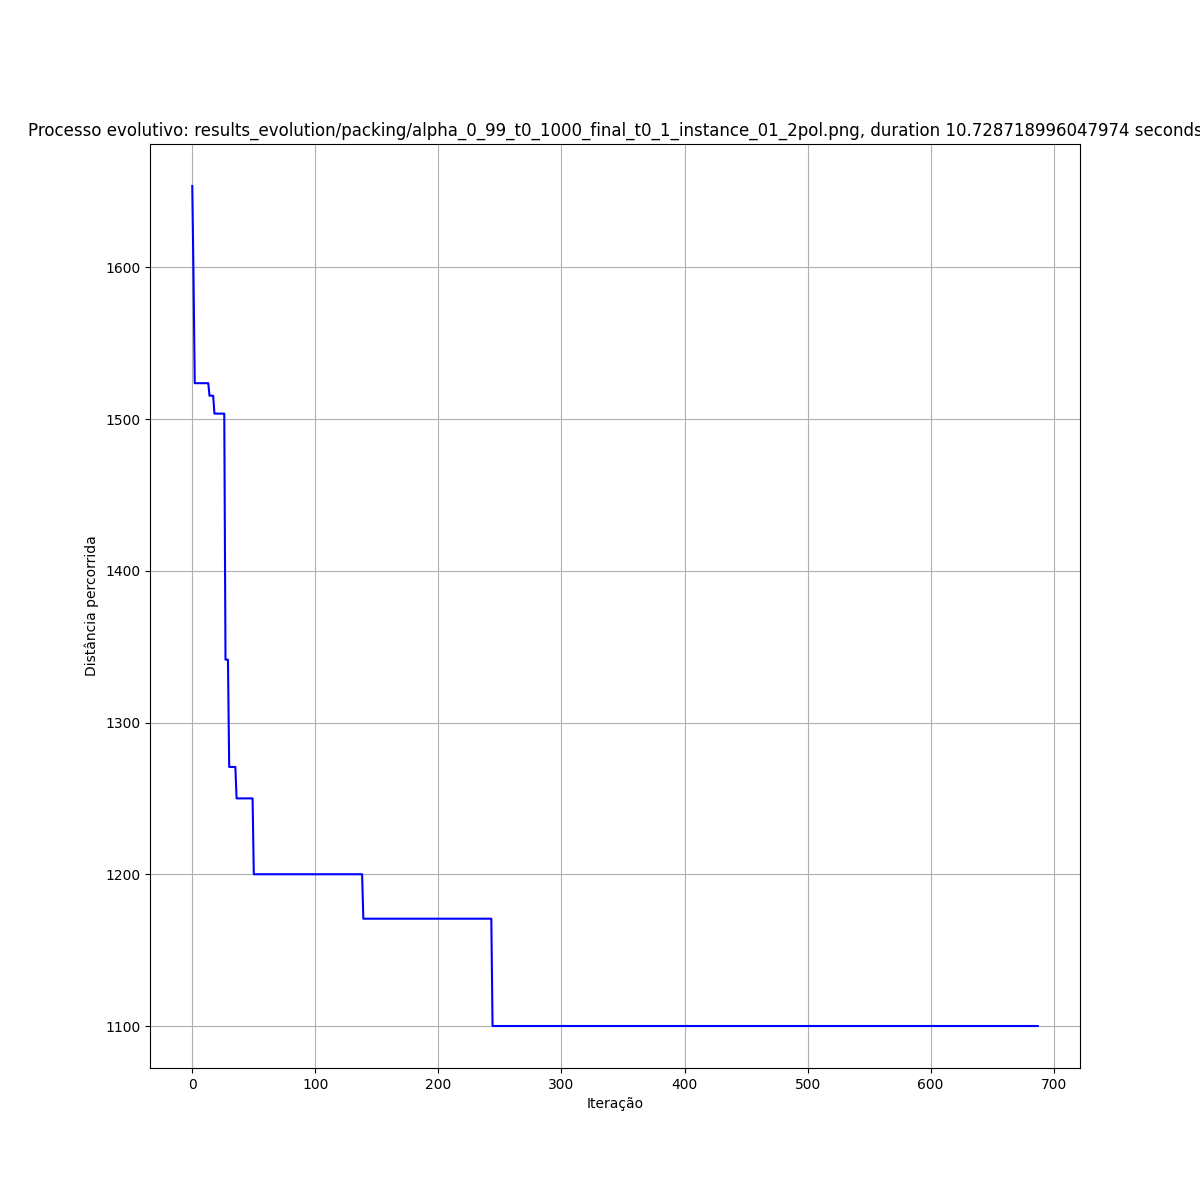 Processo evolutivo: results_evolution/packing/alpha_0_99_t0_1000_final_t0_1_instance_01_2pol.png, duration 10.728718996047974 seconds
1600
1500
1400
1300
1200
1100
Distância percorrida
0 100 200 300 400 500 600 700
Iteração